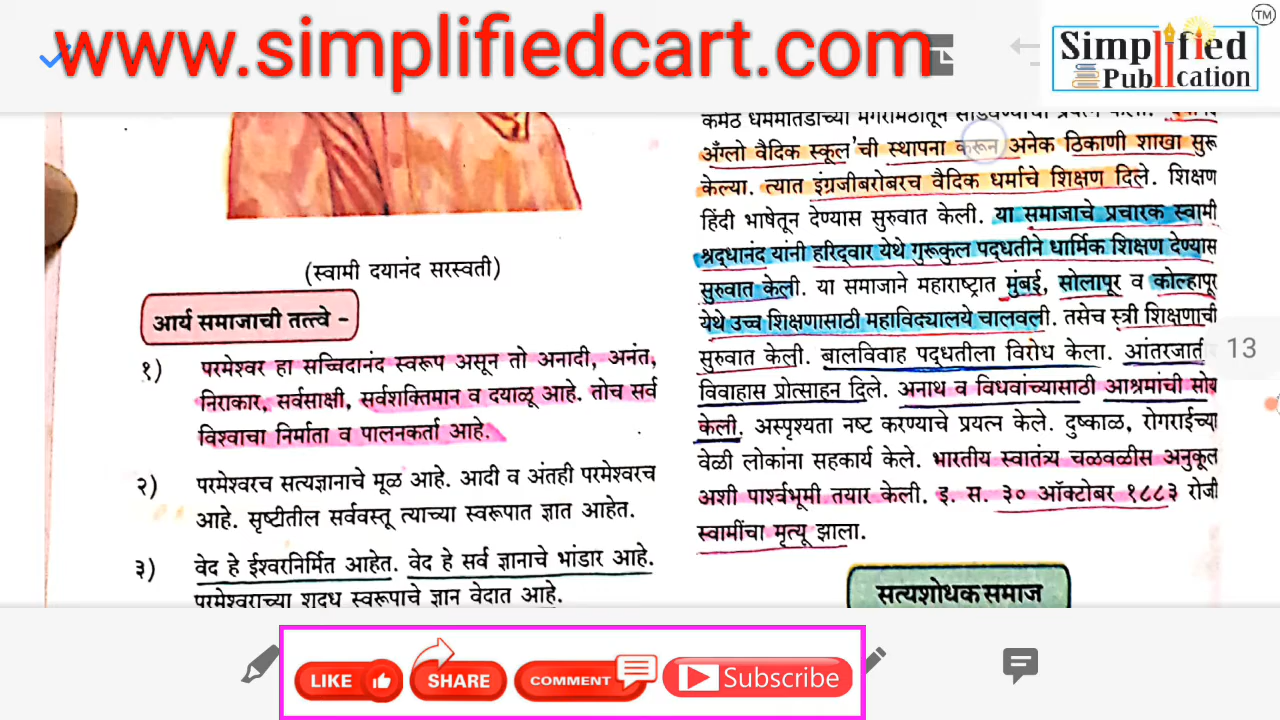 www.simplifiedcart.com
Simplified
Publication
TM
(स्वामी दयानंद सरस्वती)
आर्य समाजाची तत्त्वे -
१) परमेश्वर हा सच्चिदानंद स्वरूप असून तो अनादी, अनंत,
निराकार, सर्वसाक्षी, सर्वशक्तिमान व दयाळू आहे. तोच सर्व
विश्वाचा निर्माता व पालनकर्ता आहे.
२) परमेश्वरच सत्यज्ञानाचे मूळ आहे. आदी व अंतही परमेश्वरच
आहे. सृष्टीतील सर्ववस्तू त्याच्या स्वरूपात ज्ञात आहेत.
३) वेद हे ईश्वरनिर्मित आहेत. वेद हे सर्व ज्ञानाचे भांडार आहे.
परमेश्वराच्या शुद्ध स्वरूपाचे ज्ञान वेदात आहे.
अँग्लो वैदिक स्कूल'ची स्थापना करून अनेक ठिकाणी शाखा सुरू
केल्या. त्यात इंग्रजीबरोबरच वैदिक धर्माचे शिक्षण दिले. शिक्षण
हिंदी भाषेतून देण्यास सुरुवात केली. या समाजाचे प्रचारक स्वामी
श्रद्धानंद यांनी हरिद्वार येथे गुरूकुल पद्धतीने धार्मिक शिक्षण देण्यास
सुरुवात केली. या समाजाने महाराष्ट्रात मुंबई, सोलापूर व कोल्हापूर
येथे उच्च शिक्षणासाठी महाविद्यालये चालवली. तसेच स्त्री शिक्षणाची
सुरुवात केली. बालविवाह पद्धतीला विरोध केला. आंतरजात
विवाहास प्रोत्साहन दिले. अनाथ व विधवांच्यासाठी आश्रमांची सोय
केली. अस्पृश्यता नष्ट करण्याचे प्रयत्न केले. दुष्काळ, रोगराईच्या
वेळी लोकांना सहकार्य केले. भारतीय स्वातंत्र्य चळवळीस अनुकूल
अशी पार्श्वभूमी तयार केली. इ. स. ३० ऑक्टोबर १८८३ रोजी
स्वामींचा मृत्यू झाला.
सत्यशोधक समाज
13
LIKE
SHARE
COMMENT
Subscribe